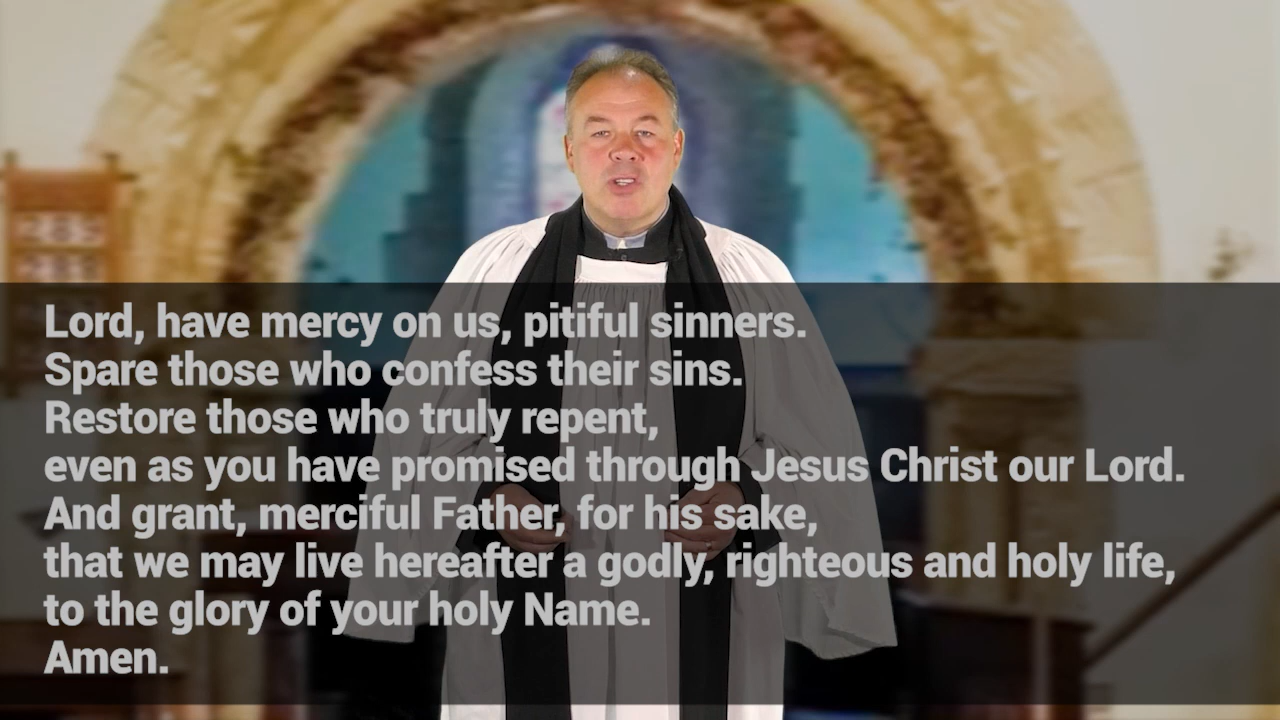 Lord, have mercy on us, pitiful sinners.
Spare those who confess their sins.
Restore those who truly repent,
even as you have promised through Jesus Christ our Lord.
And grant, merciful Father, for his sake,
that we may live hereafter a godly, righteous and holy life,
to the glory of your holy Name.
Amen.